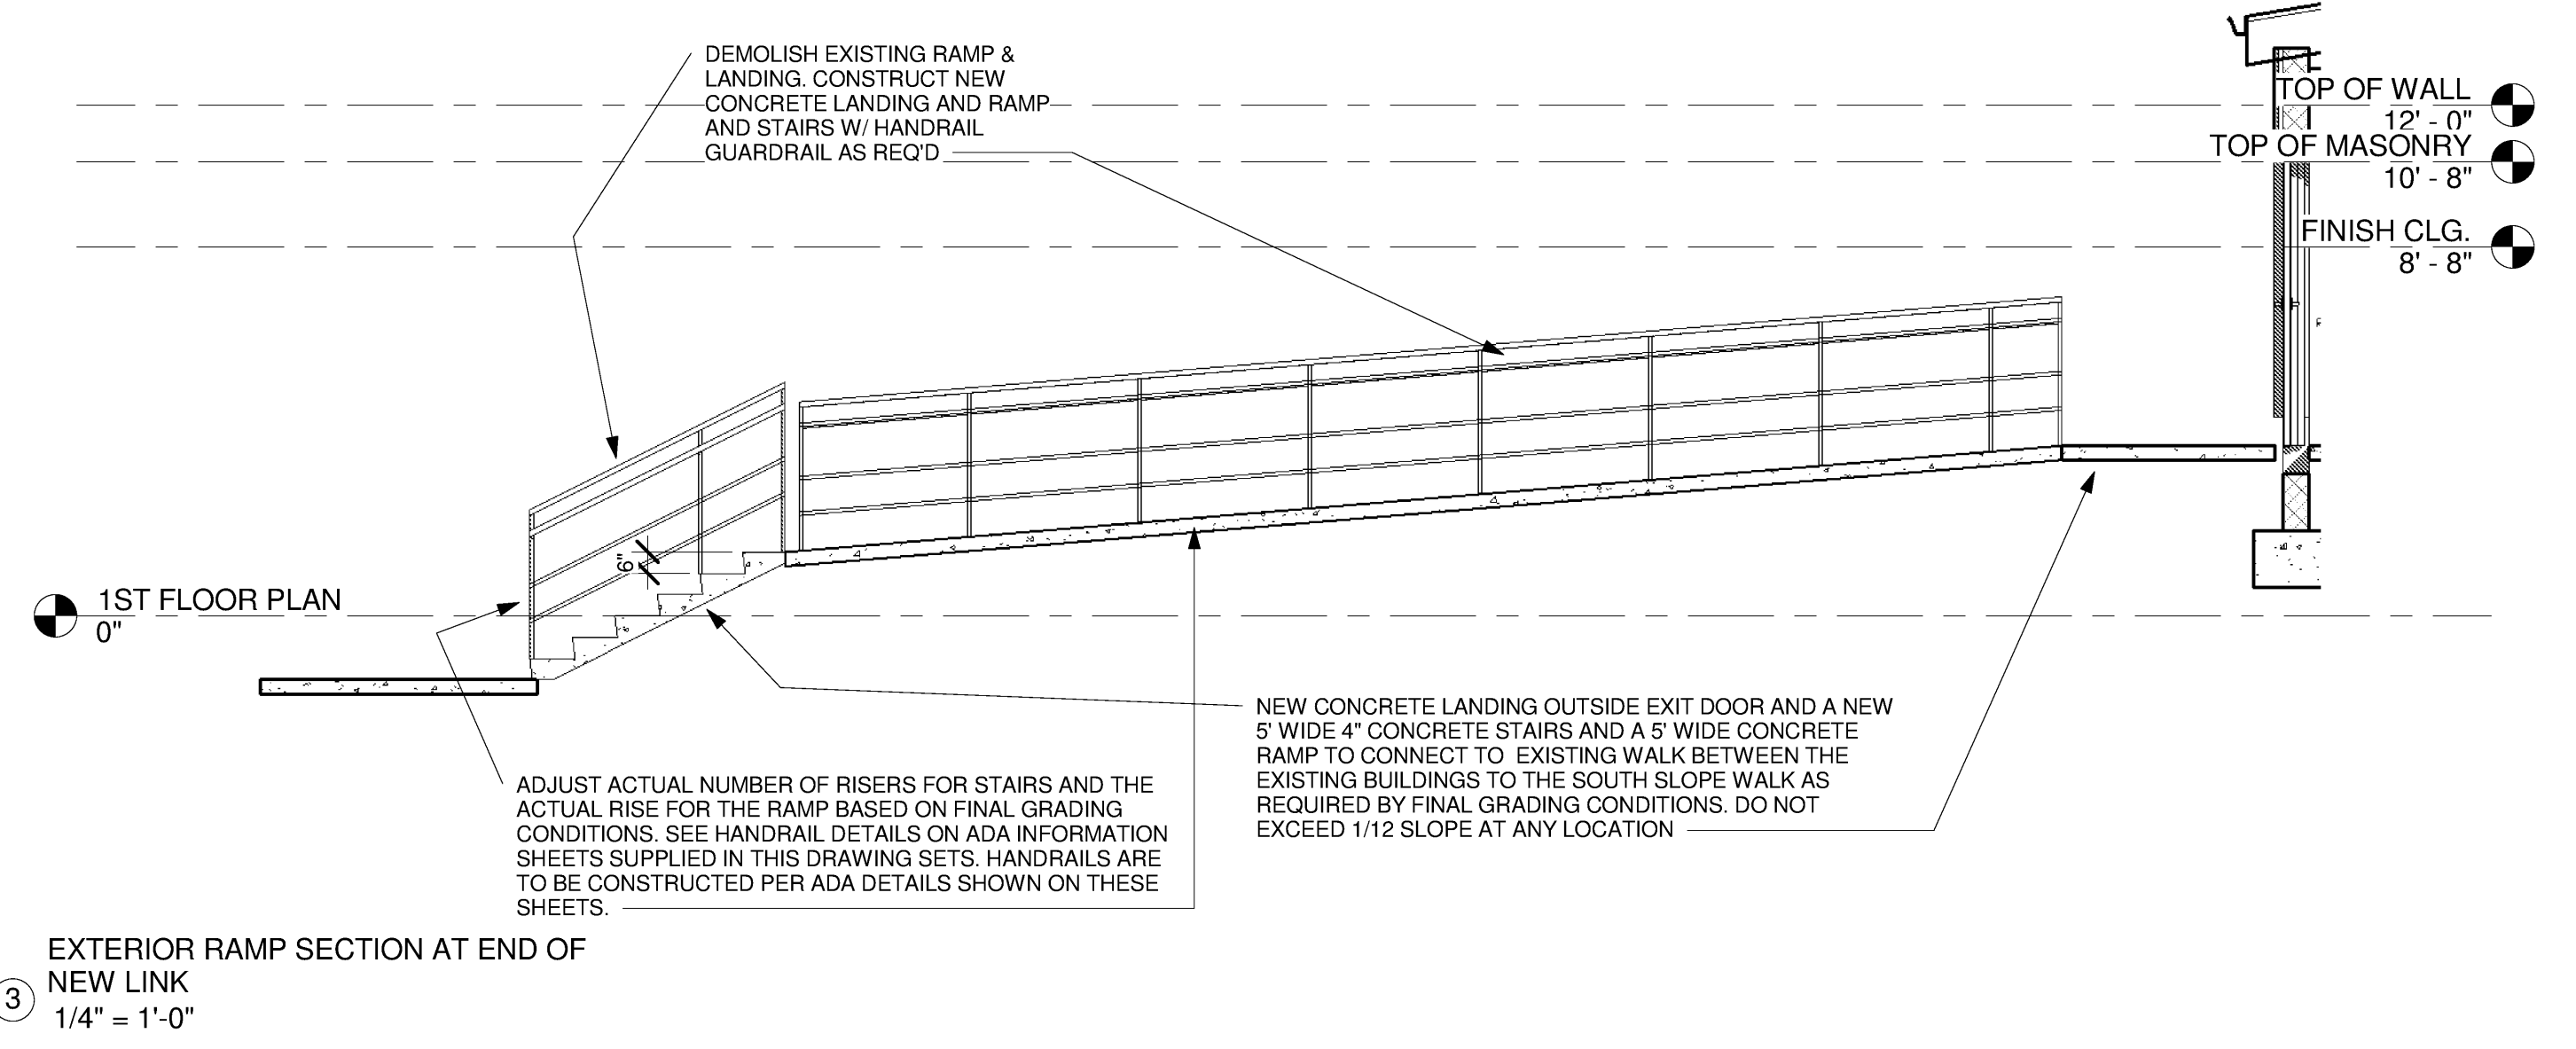 DEMOLISH EXISTING RAMP &
LANDING. CONSTRUCT NEW
CONCRETE LANDING AND RAMP
AND STAIRS W/ HANDRAIL
GUARDRAIL AS REQ'D
TOP OF WALL
12' - 0"
TOP OF MASONRY
10' - 8"
FINISH CLG.
8' - 8"
6"
1ST FLOOR PLAN
0"
NEW CONCRETE LANDING OUTSIDE EXIT DOOR AND A NEW
5' WIDE 4" CONCRETE STAIRS AND A 5' WIDE CONCRETE
RAMP TO CONNECT TO EXISTING WALK BETWEEN THE
EXISTING BUILDINGS TO THE SOUTH SLOPE WALK AS
REQUIRED BY FINAL GRADING CONDITIONS. DO NOT
EXCEED 1/12 SLOPE AT ANY LOCATION
ADJUST ACTUAL NUMBER OF RISERS FOR STAIRS AND THE
ACTUAL RISE FOR THE RAMP BASED ON FINAL GRADING
CONDITIONS. SEE HANDRAIL DETAILS ON ADA INFORMATION
SHEETS SUPPLIED IN THIS DRAWING SETS. HANDRAILS ARE
TO BE CONSTRUCTED PER ADA DETAILS SHOWN ON THESE
SHEETS.
EXTERIOR RAMP SECTION AT END OF
NEW LINK
3
1/4" = 1'-0"